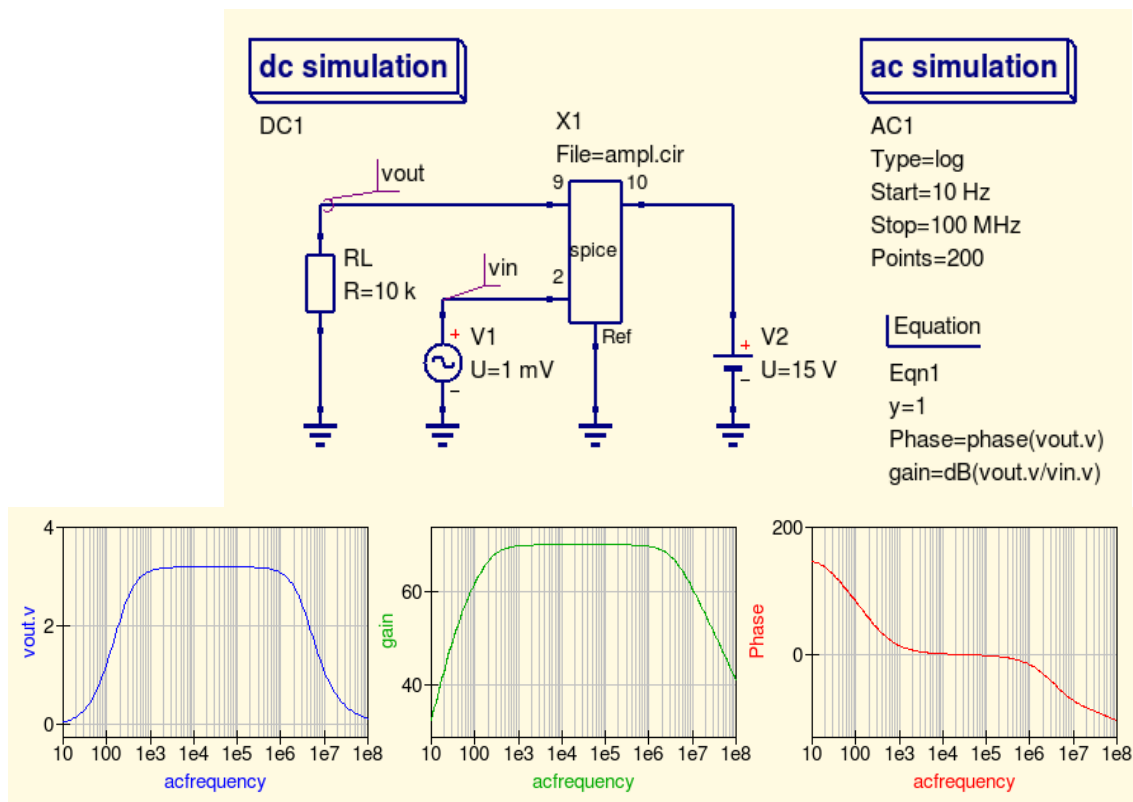 dc simulation
ac simulation
DC1
X1
File=ampl.cir
AC1
Type=log
Start=10 Hz
Stop=100 MHz
Points=200
vout
9
10
spice
RL
R=10 k
vin
2
Ref
+
V1
U=1 mV
−
+
V2
U=15 V
−
Equation
Eqn1
y=1
Phase=phase(vout.v)
gain=dB(vout.v/vin.v)
4
2
0
vout.v
10 100 1e3 1e4 1e5 1e6 1e7 1e8
acfrequency
60
40
gain
10 100 1e3 1e4 1e5 1e6 1e7 1e8
acfrequency
200
0
Phase
10 100 1e3 1e4 1e5 1e6 1e7 1e8
acfrequency